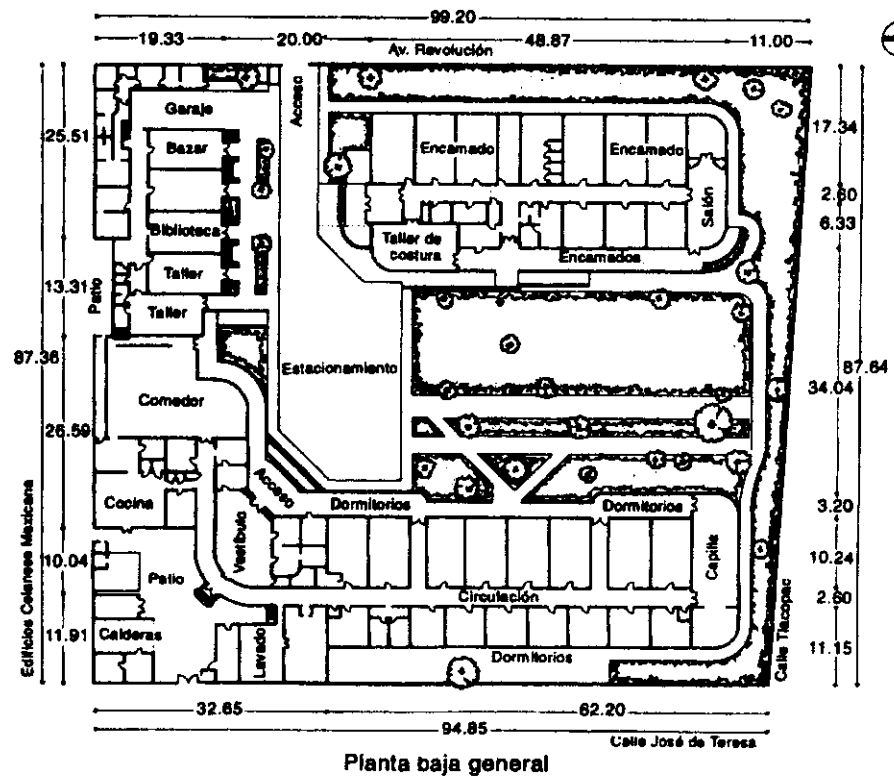 99.20
19.33 20.00 48.87 11.00
Av. Revolución
Acceso
Garaje
25.51
17.34
Bazar
Encamado Encamado
2.60
Salón
6.33
Biblioteca
Taller de
costura
Encamados
Taller
13.31
Patio
Taller
87.36
Estacionamiento
87.64
34.04
Comedor
26.59
Acceso
Cocina
Dormitorios Dormitorios
3.20
Vestíbulo
10.04
Patio
Capilla
10.24
Circulación
2.60
Edificios Celanese Mexicana
Calle Tlacopac
11.91
Calderas
Lavado
Dormitorios
11.15
32.65 62.20
94.85
Calle José de Teresa
Planta baja general